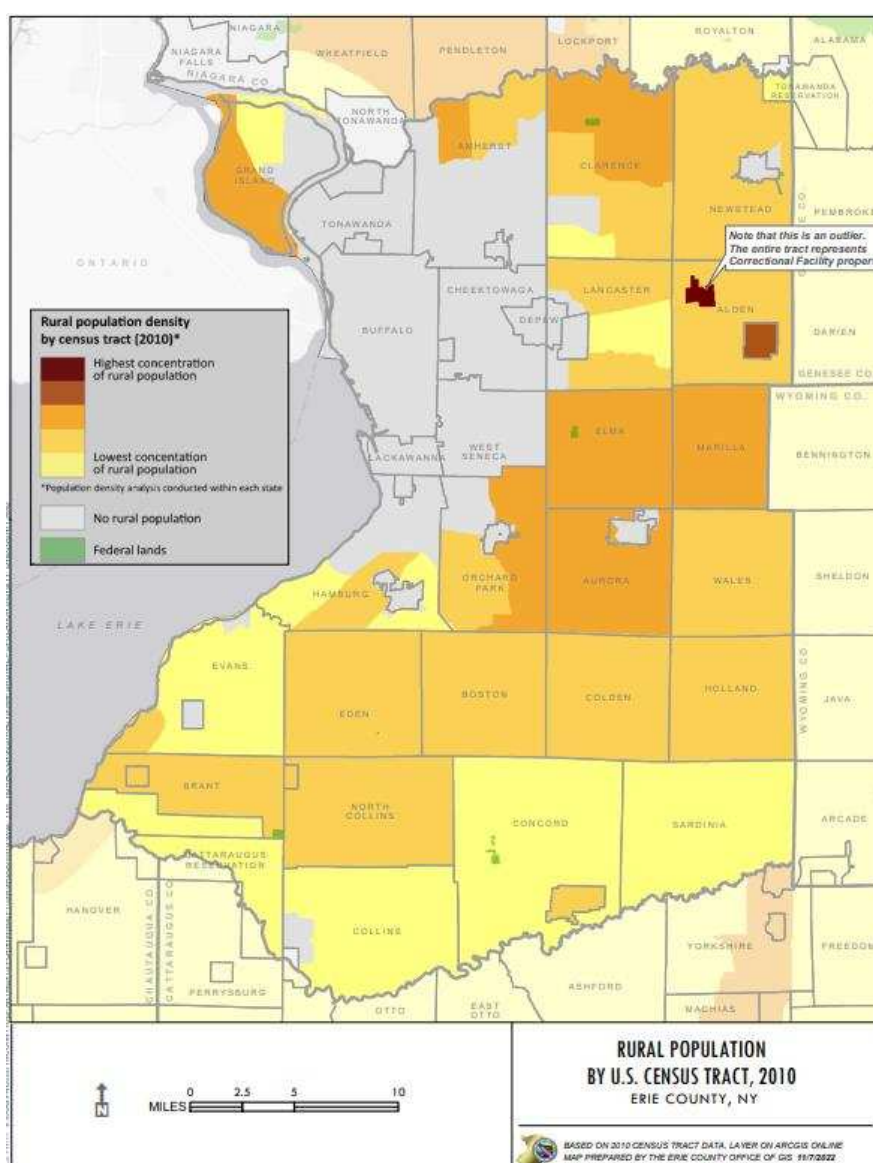 NIAGARA
NIAGARA
FALLS
NIAGARA CO.
WHEATFIELD
PENDLETON
LOCKPORT
ROYALTON
ALABAMA
TONAWANDA
RESERVATION
NORTH
TONAWANDA
AMHERST
CLARENCE
GRAND
ISLAND
NEWSTEAD
PEMBROKE
TONAWANDA
Note that this is an outlier.
The entire tract represents
Correctional Facility proper
ONTARIO
CHEEKTOWAGA
LANCASTER
DEPEW
ALDEN
BUFFALO
DARIEN
GENESEE CO.
WYOMING CO.
Rural population density
by census tract (2010)*
Highest concentration
of rural population
Lowest concentation
of rural population
*Population density analysis conducted within each state
No rural population
Federal lands
LACKAWANNA
WEST
SENECA
ELMA
MARILLA
BENNINGTON
HAMBURG
ORCHARD
PARK
AURORA
WALES
SHELDON
LAKE ERIE
EVANS
EDEN
BOSTON
COLDEN
HOLLAND
WYOMING CO
JAVA
BRANT
NORTH
COLLINS
CONCORD
SARDINIA
ARCADE
CATTARAUGUS
RESERVATION
HANOVER
CHAUTAUQUA CO
CATTARAUGUS CO
COLLINS
YORKSHIRE
FREEDOM
PERRYSBURG
ASHFORD
OTTO
EAST
OTTO
MACHIAS
N
MILES
0 2.5 5 10
RURAL POPULATION
BY U.S. CENSUS TRACT, 2010
ERIE COUNTY, NY
BASED ON 2010 CENSUS TRACT DATA, LAYER ON ARCGIS ONLINE
MAP PREPARED BY THE ERIE COUNTY OFFICE OF GIS 11/7/2022